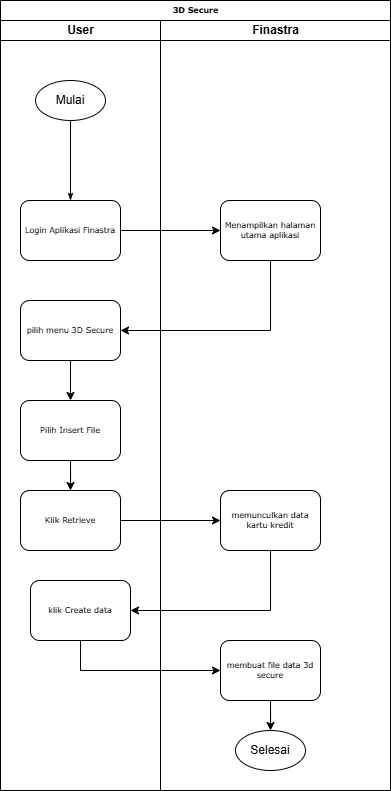 3D Secure
User
Finastra
Mulai
Login Aplikasi Finastra
Menampilkan halaman
utama aplikasi
pilih menu 3D Secure
Pilih Insert File
Klik Retrieve
memunculkan data
kartu kredit
klik Create data
membuat file data 3d
secure
Selesai